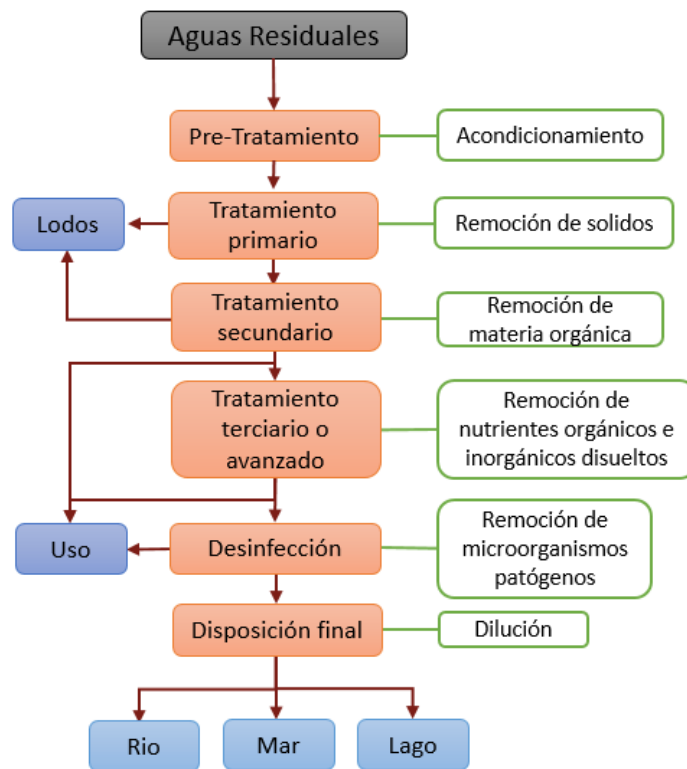 Aguas Residuales
Pre-Tratamiento
Acondicionamiento
Lodos
Tratamiento
primario
Remoción de solidos
Tratamiento
secundario
Remoción de
materia orgánica
Tratamiento
terciario o
avanzado
Remoción de
nutrientes orgánicos e
inorgánicos disueltos
Uso
Desinfección
Remoción de
microorganismos
patógenos
Disposición final
Dilución
Rio
Mar
Lago